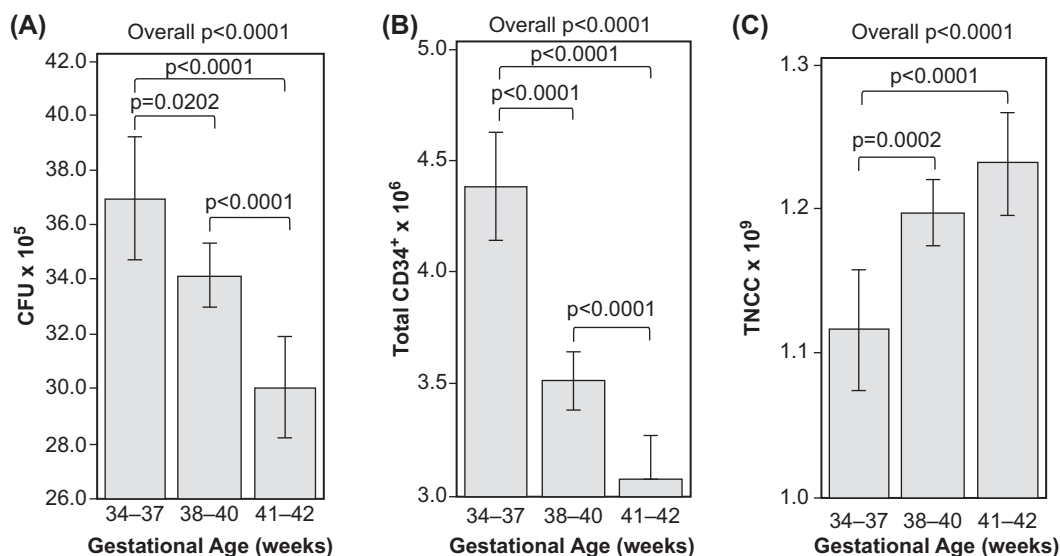 (A)
Overall p<0.0001
42.0
40.0
38.0
36.0
34.0
32.0
30.0
28.0
26.0
CFU x 10⁵
p<0.0001
p=0.0202
p<0.0001
34–37 38–40 41–42
Gestational Age (weeks)
(B)
Overall p<0.0001
5.0
4.5
4.0
3.5
3.0
Total CD34⁺ x 10⁶
p<0.0001
p<0.0001
p<0.0001
34–37 38–40 41–42
Gestational Age (weeks)
(C)
Overall p<0.0001
1.3
1.2
1.1
1.0
TNCC x 10⁹
p<0.0001
p=0.0002
34–37 38–40 41–42
Gestational Age (weeks)